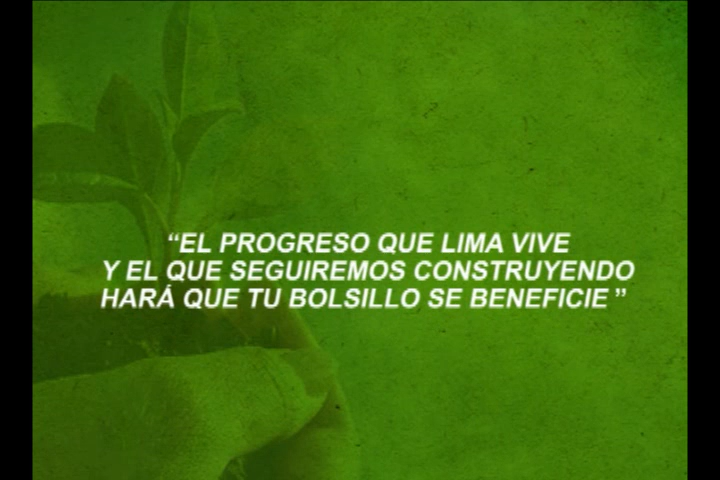 “EL PROGRESO QUE LIMA VIVE
Y EL QUE SEGUIREMOS CONSTRUYENDO
HARÁ QUE TU BOLSILLO SE BENEFICIE ”